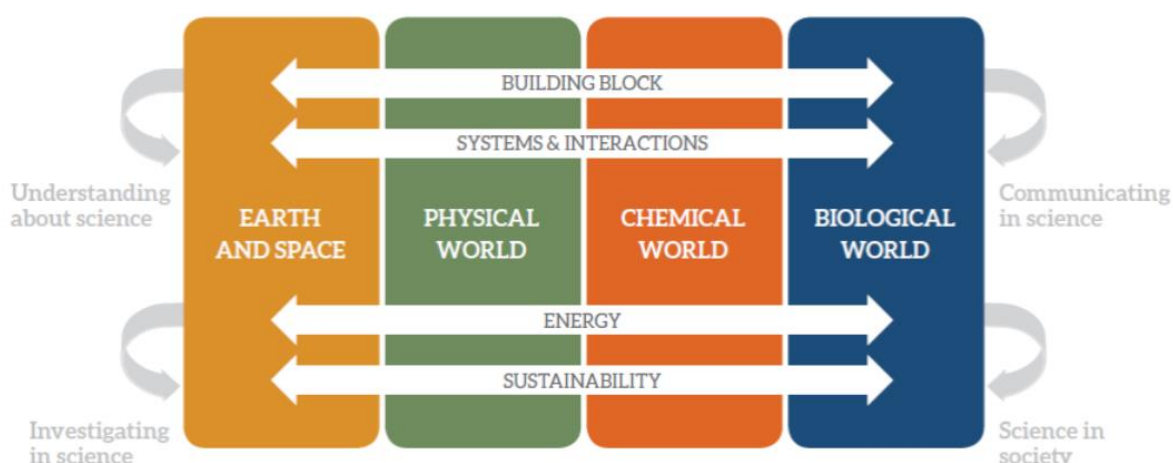 BUILDING BLOCK
SYSTEMS & INTERACTIONS
Understanding
about science
EARTH
AND SPACE
PHYSICAL
WORLD
CHEMICAL
WORLD
BIOLOGICAL
WORLD
Communicating
in science
ENERGY
SUSTAINABILITY
Investigating
in science
Science in
society